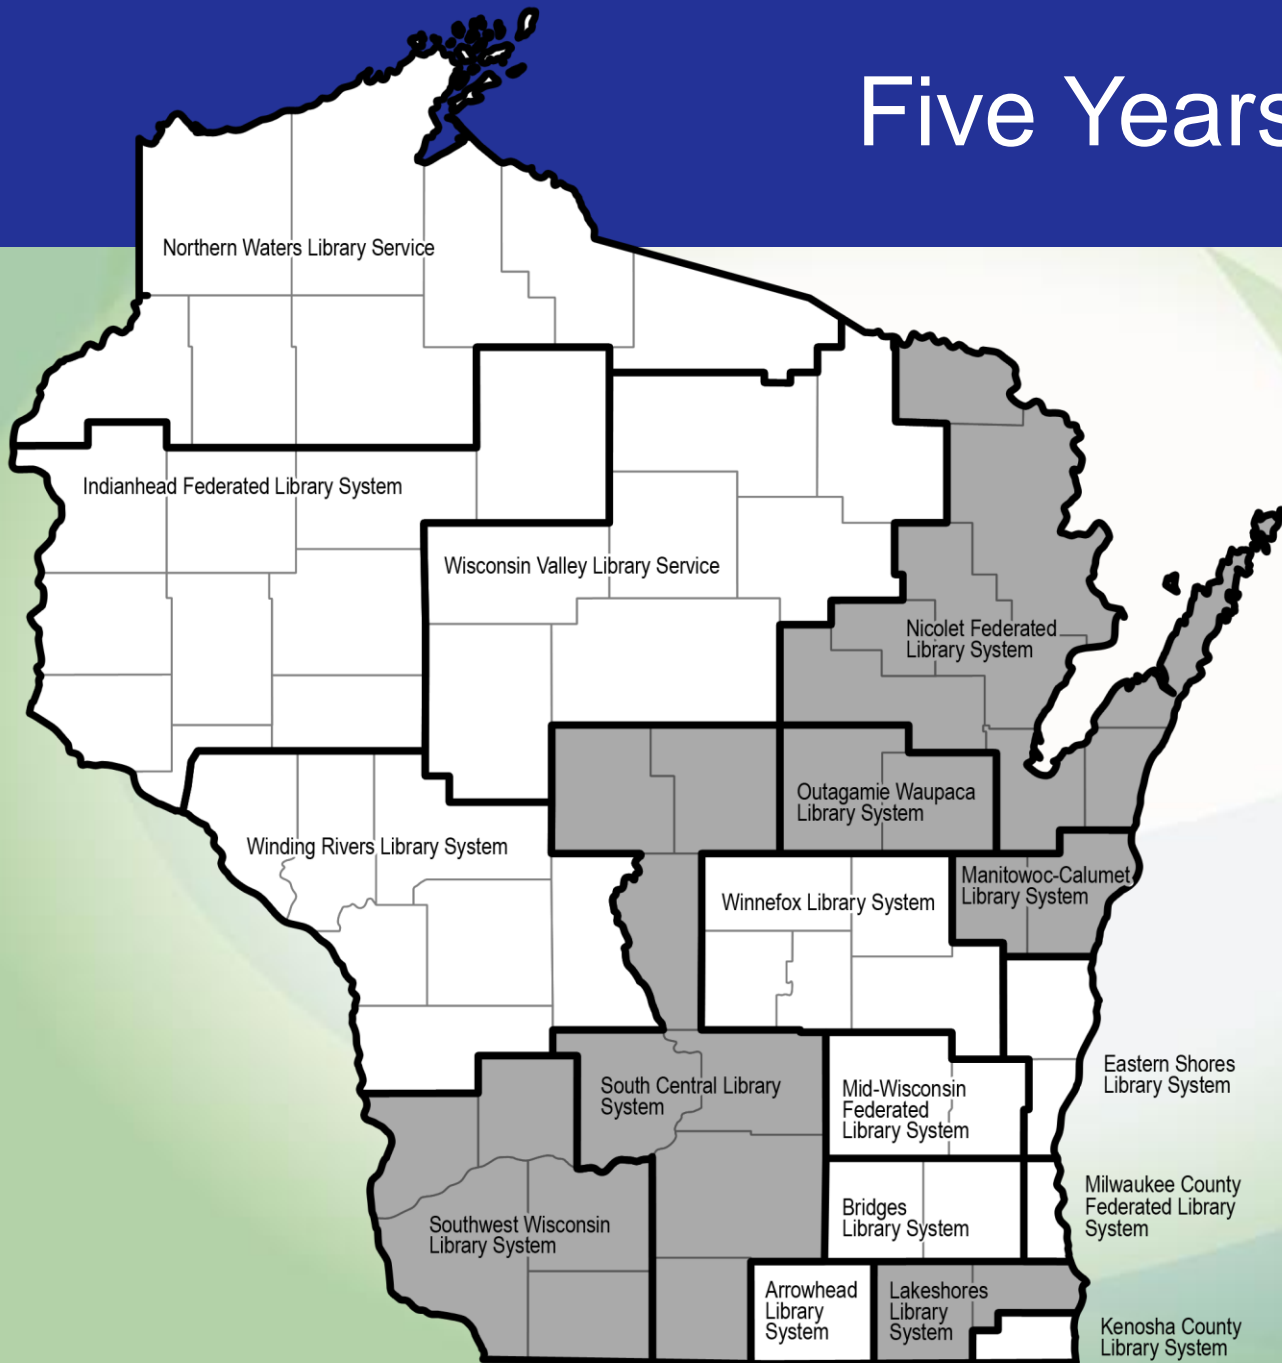 Five Years
Northern Waters Library Service
Indianhead Federated Library System
Wisconsin Valley Library Service
Nicolet Federated
Library System
Outagamie Waupaca
Library System
Winding Rivers Library System
Manitowoc-Calumet
Library System
Winnefox Library System
Eastern Shores
Library System
South Central Library
System
Mid-Wisconsin
Federated
Library System
Milwaukee County
Federated Library
System
Bridges
Library System
Southwest Wisconsin
Library System
Arrowhead
Library
System
Lakeshores
Library
System
Kenosha County
Library System